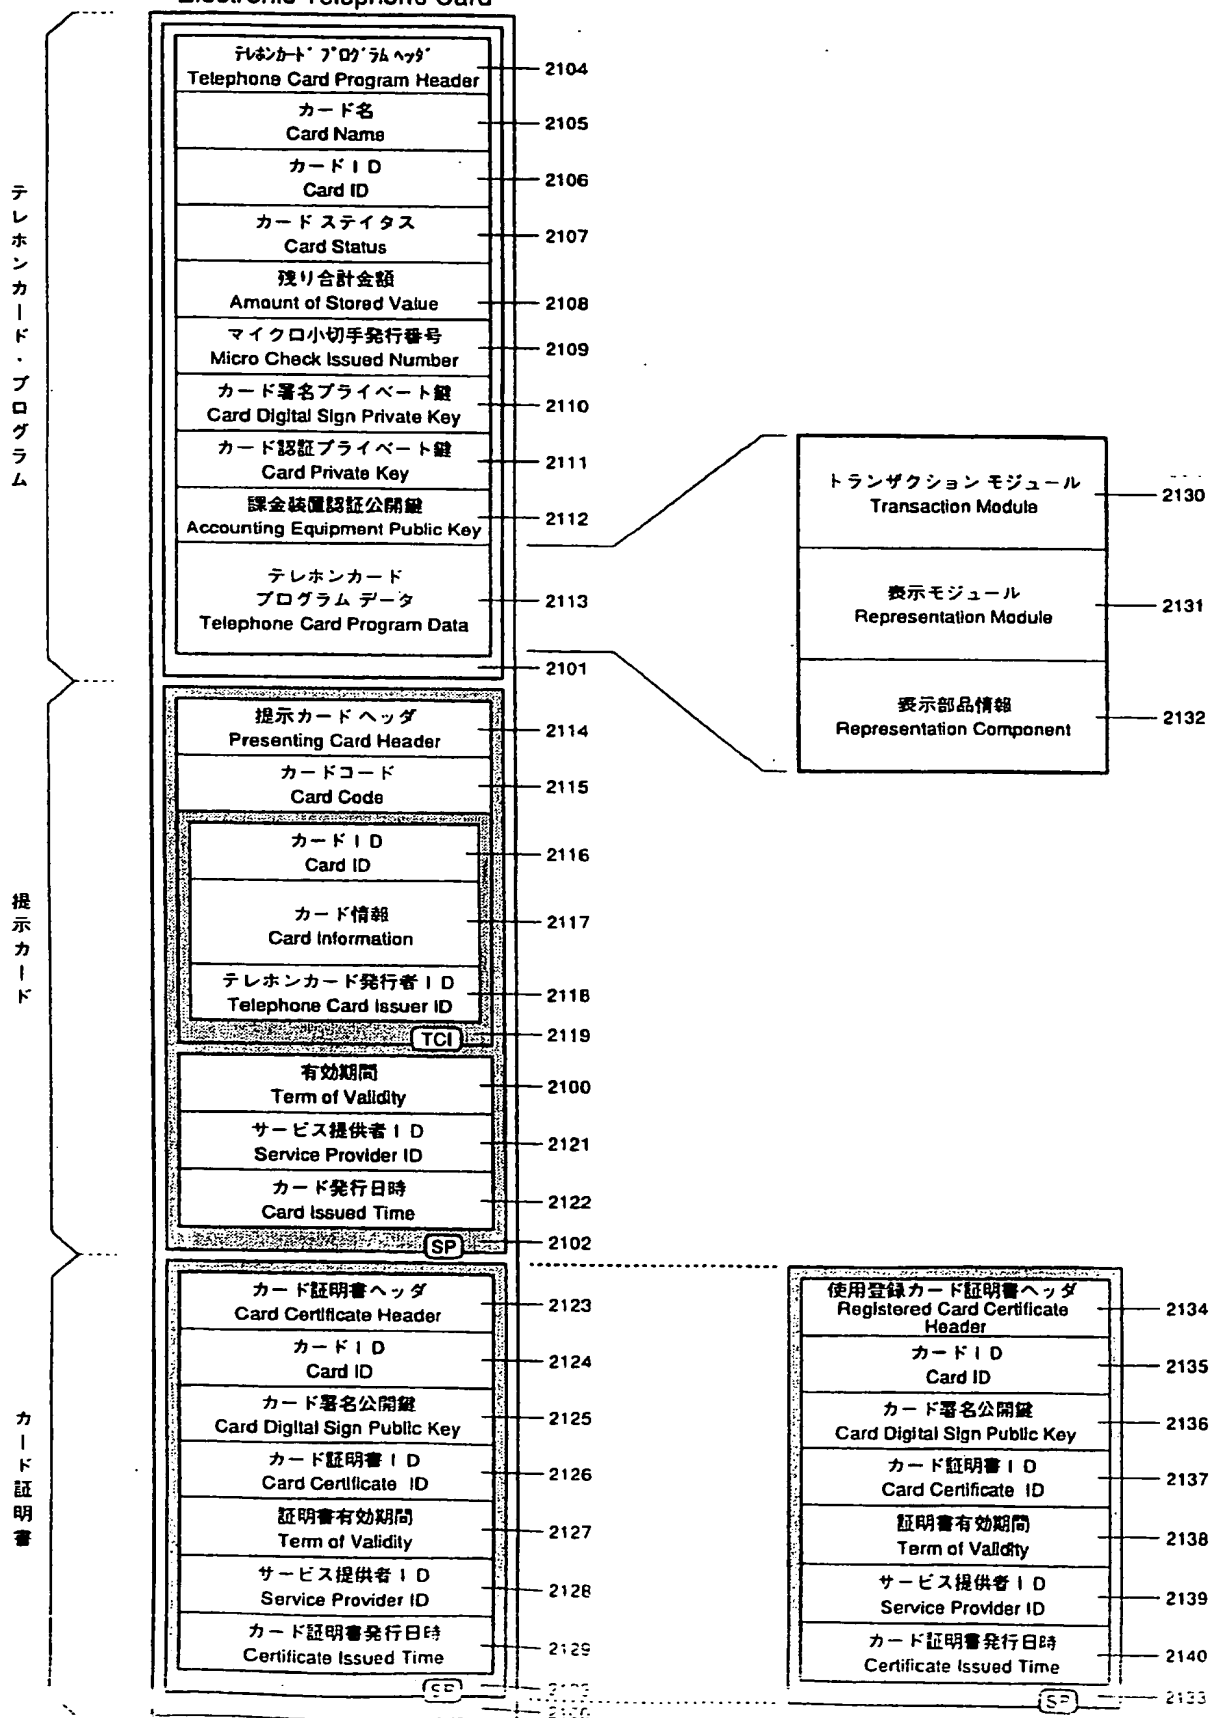 Electronic Telephone Card
テレホンカード プログラム ヘッダ
Telephone Card Program Header
2104
カード名
Card Name
2105
カードID
Card ID
2106
カード ステイタス
Card Status
2107
残り合計金額
Amount of Stored Value
2108
マイクロ小切手発行番号
Micro Check Issued Number
2109
カード署名プライベート鍵
Card Digital Sign Private Key
2110
カード認証プライベート鍵
Card Private Key
2111
課金装置認証公開鍵
Accounting Equipment Public Key
2112
テレホンカード
プログラム データ
Telephone Card Program Data
2113
2101
テレホンカード・プログラム
トランザクション モジュール
Transaction Module
2130
表示モジュール
Representation Module
2131
表示部品情報
Representation Component
2132
提示カード ヘッダ
Presenting Card Header
2114
カードコード
Card Code
2115
カードID
Card ID
2116
カード情報
Card Information
2117
テレホンカード発行者ID
Telephone Card Issuer ID
2118
TCI
2119
有効期間
Term of Validity
2100
サービス提供者ID
Service Provider ID
2121
カード発行日時
Card Issued Time
2122
SP
2102
提示カード
カード証明書ヘッダ
Card Certificate Header
2123
カードID
Card ID
2124
カード署名公開鍵
Card Digital Sign Public Key
2125
カード証明書ID
Card Certificate ID
2126
証明書有効期間
Term of Validity
2127
サービス提供者ID
Service Provider ID
2128
カード証明書発行日時
Certificate Issued Time
2129
SP
カード証明書
使用登録カード証明書ヘッダ
Registered Card Certificate
Header
2134
カードID
Card ID
2135
カード署名公開鍵
Card Digital Sign Public Key
2136
カード証明書ID
Card Certificate ID
2137
証明書有効期間
Term of Validity
2138
サービス提供者ID
Service Provider ID
2139
カード証明書発行日時
Certificate Issued Time
2140
SP
2133